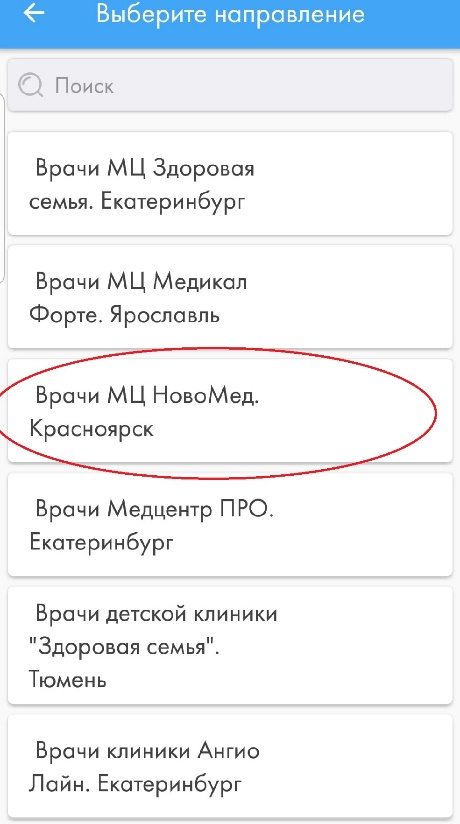 Выберите направление
Поиск
Врачи МЦ Здоровая
семья. Екатеринбург
Врачи МЦ Медикал
Форте. Ярославль
Врачи МЦ НовоМед.
Красноярск
Врачи Медцентр ПРО.
Екатеринбург
Врачи детской клиники
"Здоровая семья".
Тюмень
Врачи клиники Ангио
Лайн. Екатеринбург